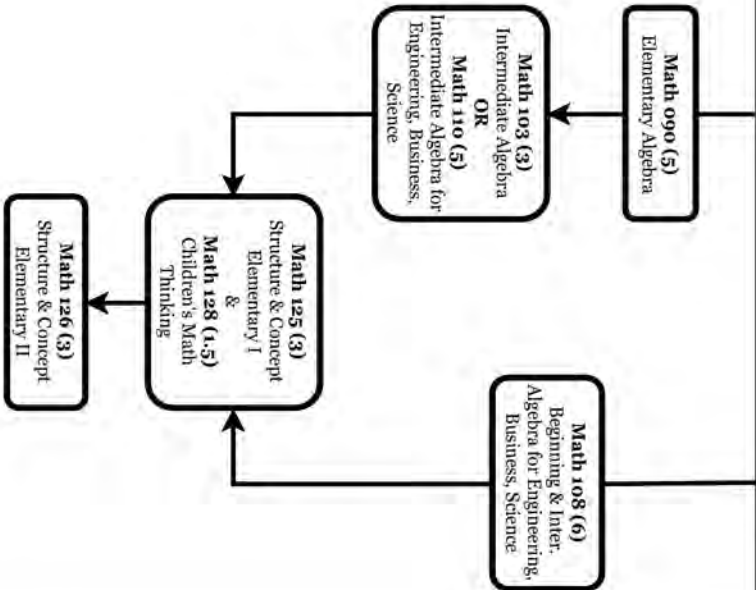 Math 090 (5)
Elementary Algebra
Math 103 (3)
Intermediate Algebra
OR
Math 110 (5)
Intermediate Algebra for
Engineering, Business,
Science
Math 108 (6)
Beginning & Inter.
Algebra for Engineering,
Business, Science
Math 125 (3)
Structure & Concept
Elementary I
&
Math 128 (1.5)
Children's Math
Thinking
Math 126 (3)
Structure & Concept
Elementary II